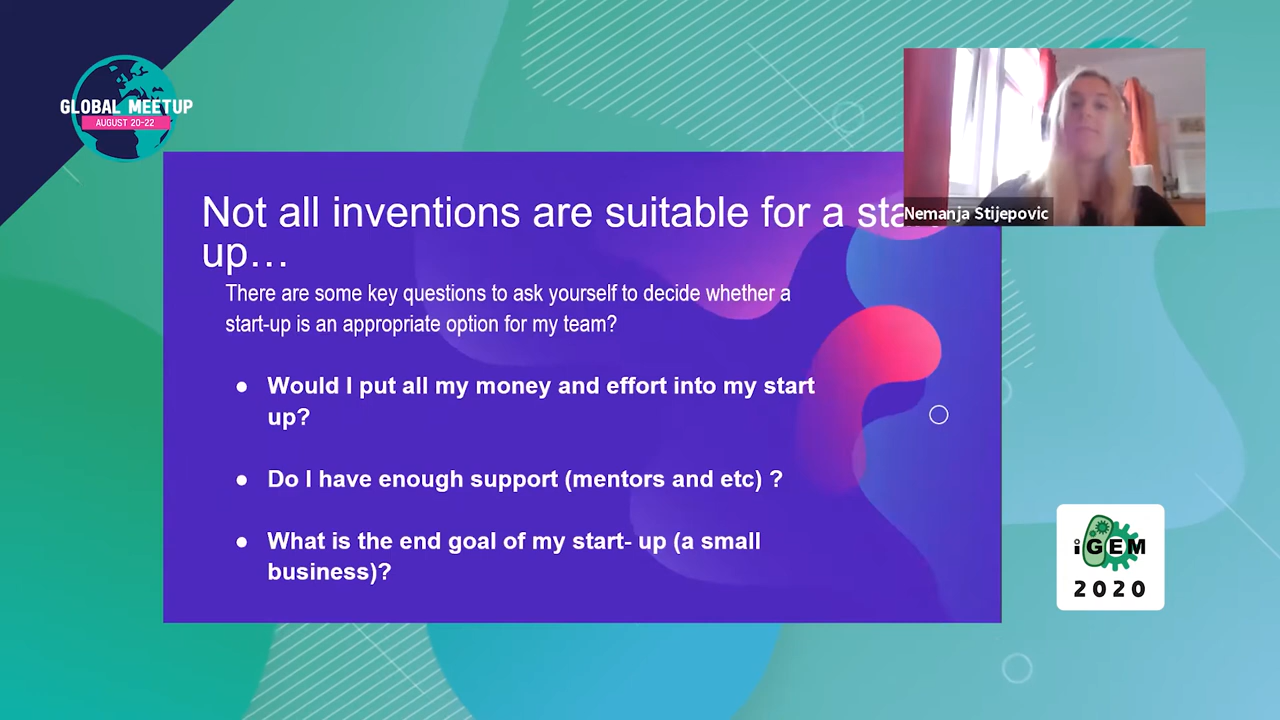 GLOBAL MEETUP
AUGUST 20-22
Not all inventions are suitable for a sta
up...
There are some key questions to ask yourself to decide whether a
start-up is an appropriate option for my team?
● Would I put all my money and effort into my start
up?
● Do I have enough support (mentors and etc) ?
● What is the end goal of my start- up (a small
business)?
Nemanja Stijepovic
iGEM
2020